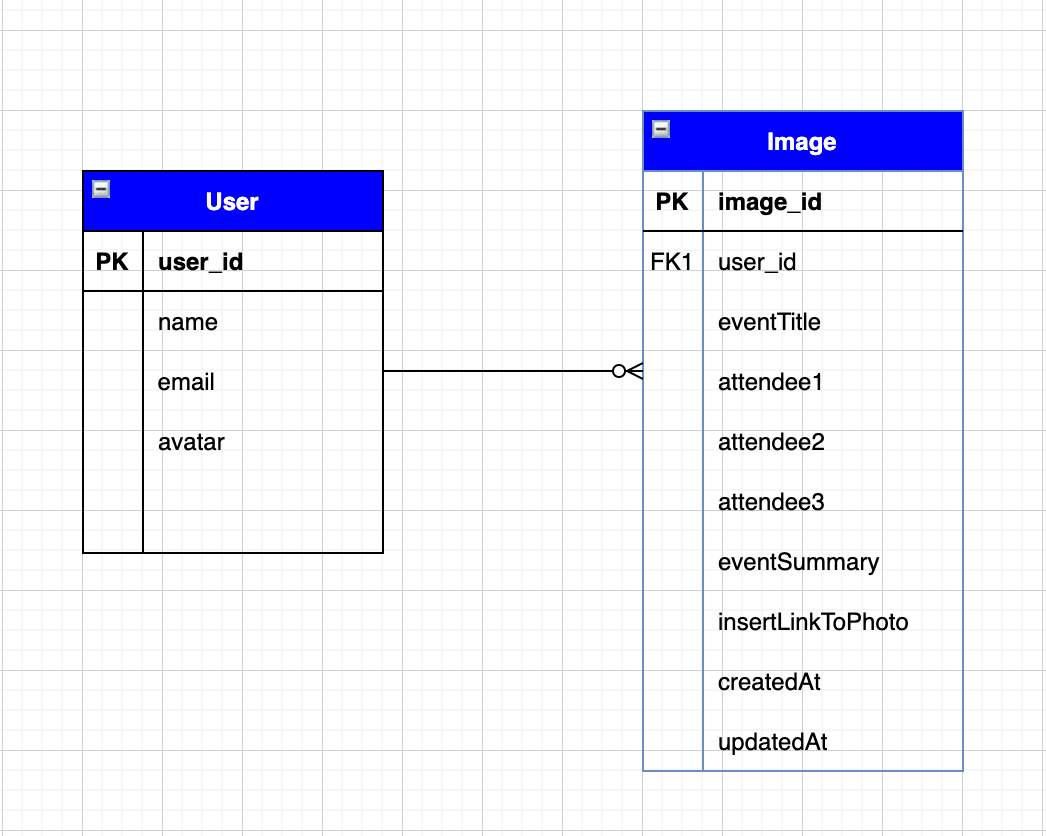 User
PK user_id
name
email
avatar
Image
PK image_id
FK1 user_id
eventTitle
attendee1
attendee2
attendee3
eventSummary
insertLinkToPhoto
createdAt
updatedAt